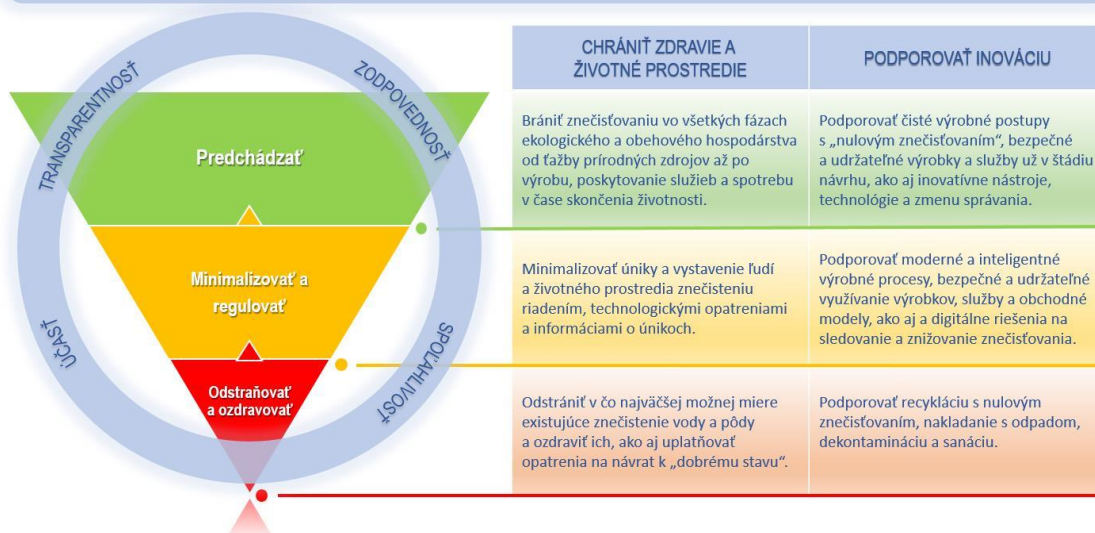 TRANSPARENTNOSŤ
ZODPOVEDNOSŤ
ÚČASŤ
SPOĽAHLIVOSŤ
Predchádzať
Minimalizovať a
regulovať
Odstraňovať
a ozdravovať
CHRÁNIŤ ZDRAVIE A
ŽIVOTNÉ PROSTREDIE
PODPOROVAŤ INOVÁCIU
Brániť znečisťovaniu vo všetkých fázach
ekologického a obehového hospodárstva
od ťažby prírodných zdrojov až po
výrobu, poskytovanie služieb a spotrebu
v čase skončenia životnosti.
Podporovať čisté výrobné postupy
s „nulovým znečisťovaním“, bezpečné
a udržateľné výrobky a služby už v štádiu
návrhu, ako aj inovatívne nástroje,
technológie a zmenu správania.
Minimalizovať úniky a vystavenie ľudí
a životného prostredia znečisteniu
riadením, technologickými opatreniami
a informáciami o únikoch.
Podporovať moderné a inteligentné
výrobné procesy, bezpečné a udržateľné
využívanie výrobkov, služby a obchodné
modely, ako aj a digitálne riešenia na
sledovanie a znižovanie znečisťovania.
Odstrániť v čo najväčšej možnej miere
existujúce znečistenie vody a pôdy
a ozdraviť ich, ako aj uplatňovať
opatrenia na návrat k „dobrému stavu“.
Podporovať recykláciu s nulovým
znečisťovaním, nakladanie s odpadom,
dekontamináciu a sanáciu.